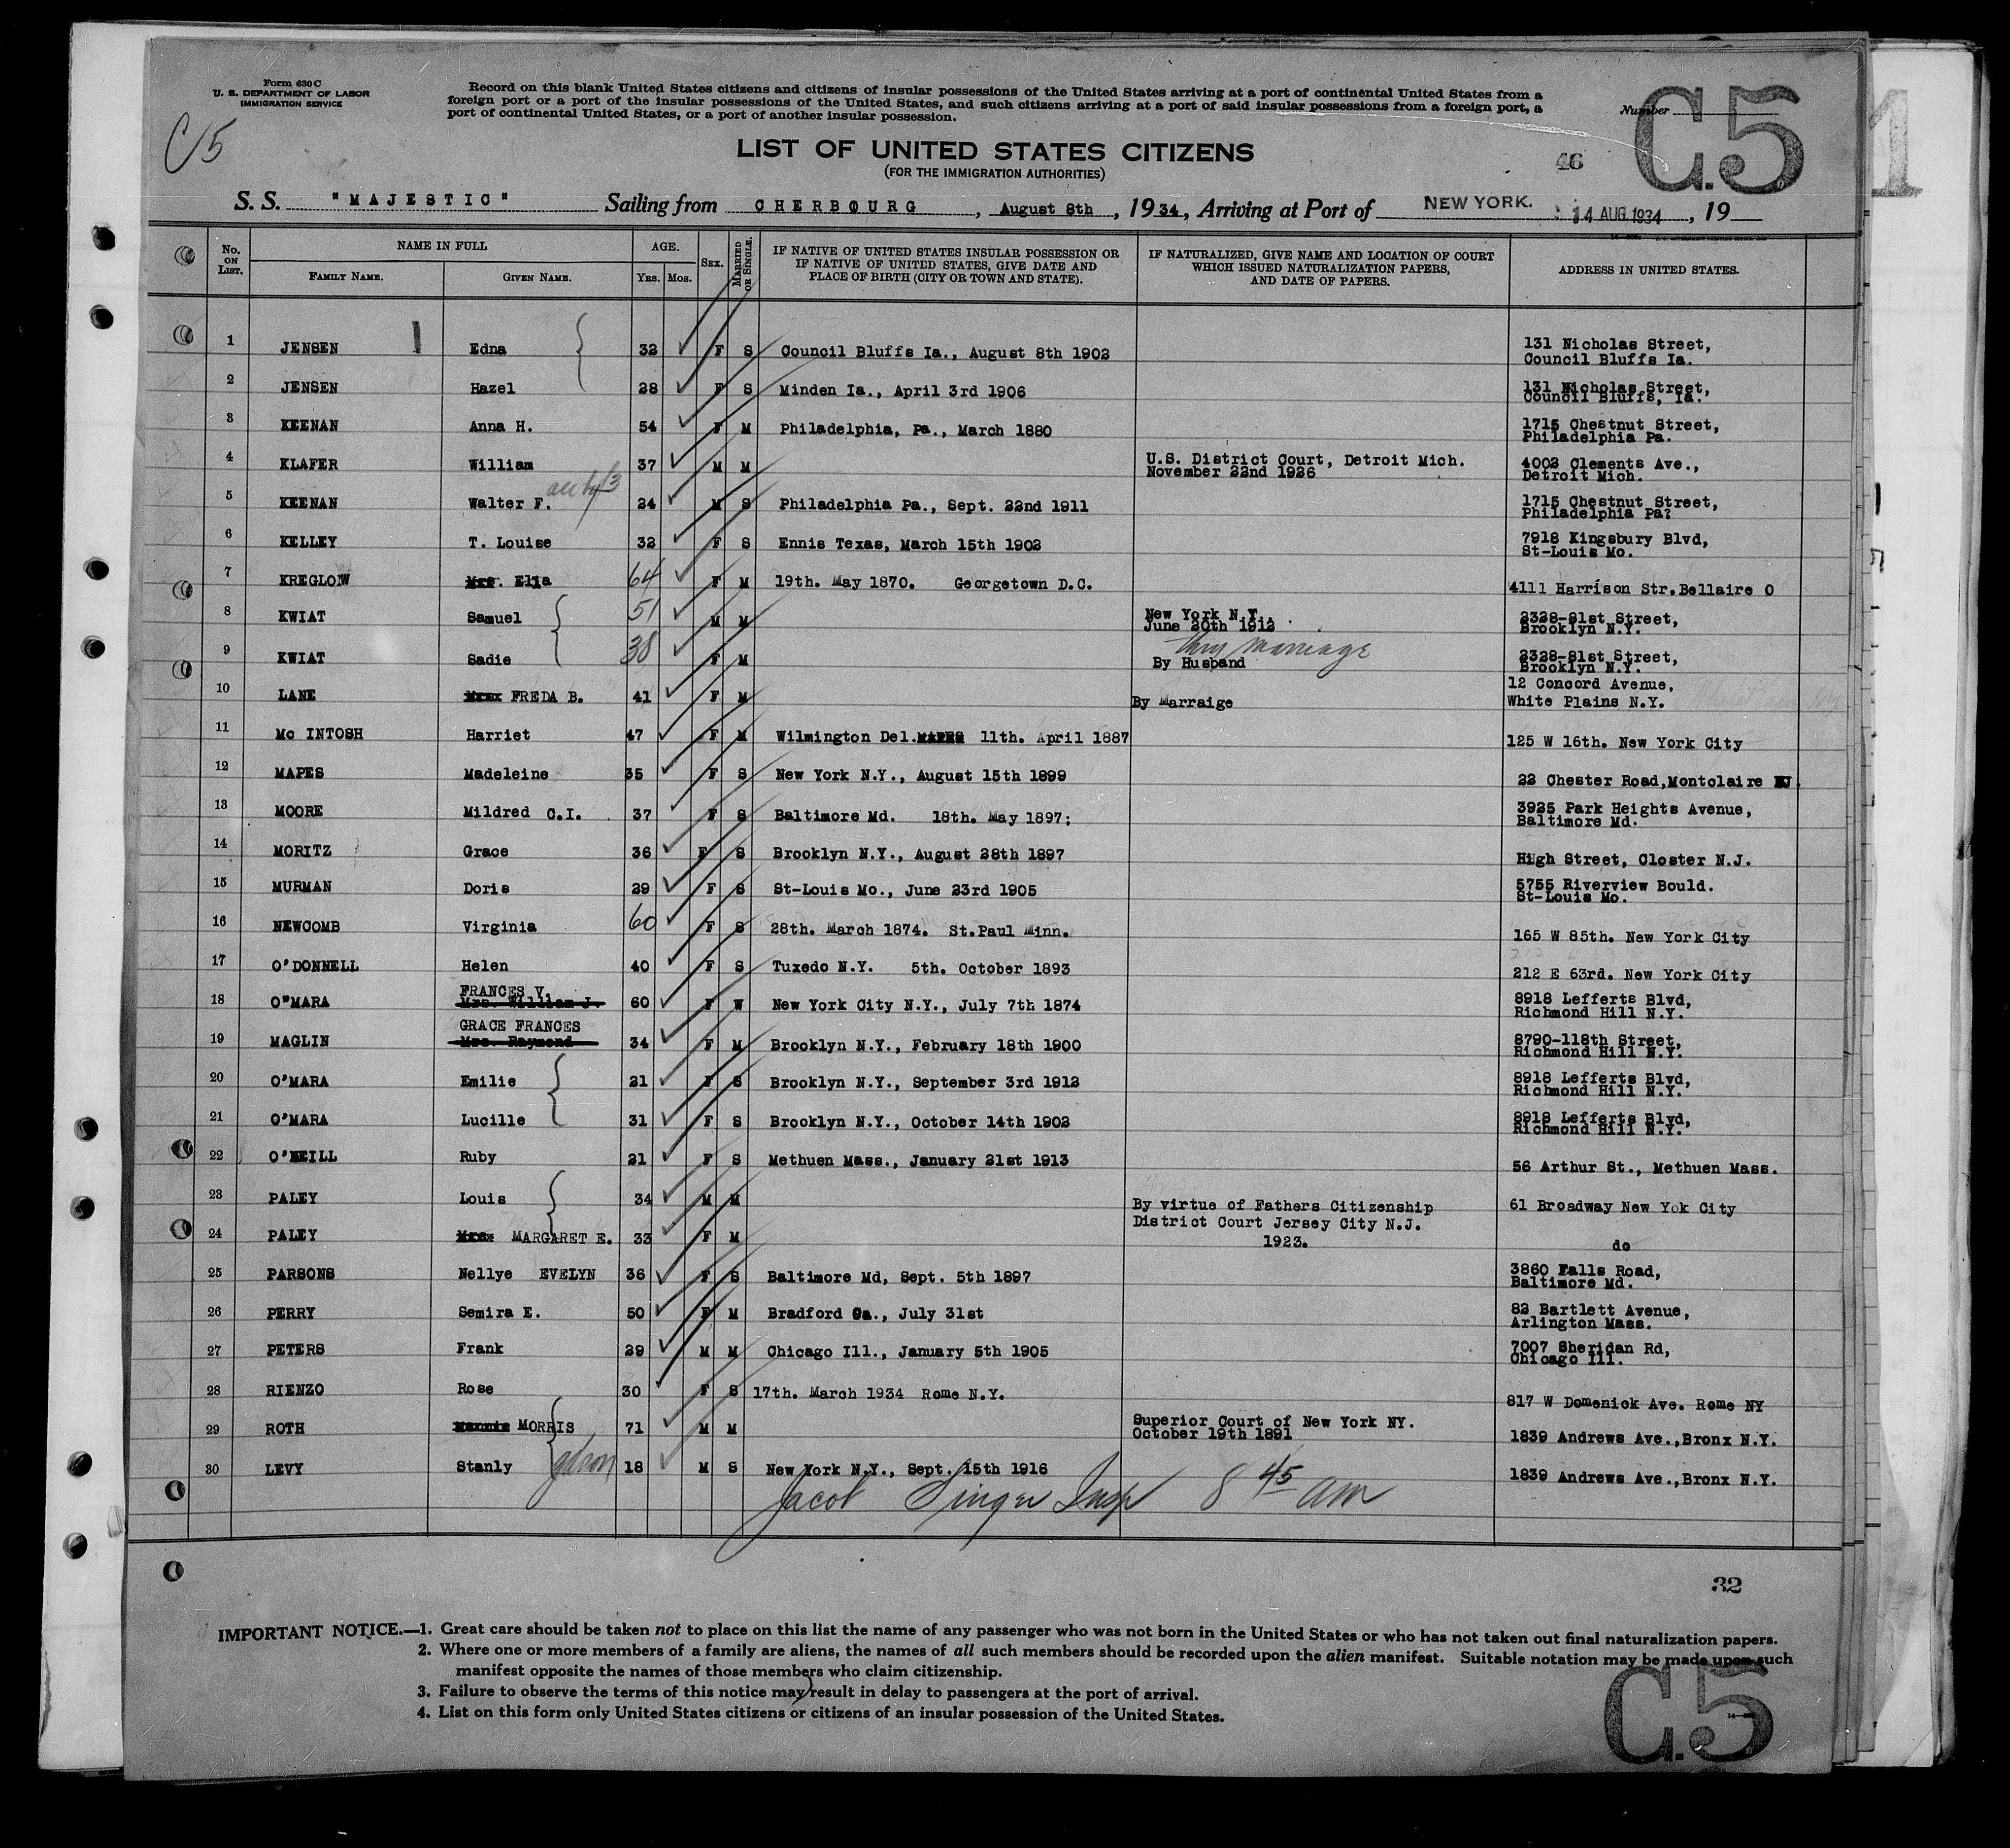 Form 630 C
U. S. DEPARTMENT OF LABOR
IMMIGRATION SERVICE
Record on this blank United States citizens and citizens of insular possessions of the United States arriving at a port of continental United States from a
foreign port or a port of the insular possessions of the United States, and such citizens arriving at a port of said insular possessions from a foreign port, a
port of continental United States, or a port of another insular possession.
Number
C.5
C/5
LIST OF UNITED STATES CITIZENS
(FOR THE IMMIGRATION AUTHORITIES)
46
1
S. S. "MAJESTIC" Sailing from CHERBOURG, August 8th, 1934, Arriving at Port of NEW YORK. 14 AUG. 1934, 19
No. ON LIST. NAME IN FULL FAMILY NAME. GIVEN NAME. AGE. Yrs. Mos. SEX. MARRIED OR SINGLE. IF NATIVE OF UNITED STATES INSULAR POSSESSION OR IF NATIVE OF UNITED STATES, GIVE DATE AND PLACE OF BIRTH (CITY OR TOWN AND STATE). IF NATURALIZED, GIVE NAME AND LOCATION OF COURT WHICH ISSUED NATURALIZATION PAPERS, AND DATE OF PAPERS. ADDRESS IN UNITED STATES.
1 JENSEN Edna 32 F S Council Bluffs Ia., August 8th 1902 131 Nicholas Street, Council Bluffs Ia.
2 JENSEN Hazel 28 F S Minden Ia., April 3rd 1906 131 Nicholas Street, Council Bluffs, Ia.
3 KEENAN Anna H. 54 F M Philadelphia, Pa., March 1880 1715 Chestnut Street, Philadelphia Pa.
4 KLAFER William 37 M M U.S. District Court, Detroit Mich. November 22nd 1926 4002 Clements Ave., Detroit Mich.
5 KEENAN Walter F. 24 M S Philadelphia Pa., Sept. 22nd 1911 1715 Chestnut Street, Philadelphia Pa?
6 KELLEY T. Louise 32 F S Ennis Texas, March 15th 1902 7918 Kingsbury Blvd, St-Louis Mo.
7 KREGLOW Mrs. Ella 64 F M 19th. May 1870. Georgetown D.C. 4111 Harrison Str. Bellaire O
8 KWIAT Samuel 51 M M New York N.Y. June 20th 1912 2328-81st Street, Brooklyn N.Y.
9 KWIAT Sadie 38 F M thru marriage By Husband 2328-81st Street, Brooklyn N.Y.
10 LANE FREDA B. 41 F M By Marraige 12 Concord Avenue, White Plains N.Y.
11 Mc INTOSH Harriet 47 F M Wilmington Del. 11th. April 1887 125 W 16th. New York City
12 MAPES Madeleine 35 F S New York N.Y., August 15th 1899 22 Chester Road, Montclaire NJ.
13 MOORE Mildred C.I. 37 F S Baltimore Md. 18th. May 1897; 3925 Park Heights Avenue, Baltimore Md.
14 MORITZ Grace 36 F S Brooklyn N.Y., August 28th 1897 High Street, Closter N.J.
15 MURMAN Doris 29 F S St-Louis Mo., June 23rd 1905 5755 Riverview Bould. St-Louis Mo.
16 NEWCOMB Virginia 60 F S 28th. March 1874. St.Paul Minn. 165 W 85th. New York City
17 O'DONNELL Helen 40 F S Tuxedo N.Y. 5th. October 1893 212 E 63rd. New York City
18 O"MARA FRANCES V. Mrs. William J. 60 F W New York City N.Y., July 7th 1874 8918 Lefferts Blvd, Richmond Hill N.Y.
19 MAGLIN GRACE FRANCES Mrs. Raymond 34 F M Brooklyn N.Y., February 18th 1900 8790-118th Street, Richmond Hill N.Y.
20 O'MARA Emilie 21 F S Brooklyn N.Y., September 3rd 1912 8918 Lefferts Blvd, Richmond Hill N.Y.
21 O'MARA Lucille 31 F S Brooklyn N.Y., October 14th 1902 8918 Lefferts Blvd, Richmond Hill N.Y.
22 O'NEILL Ruby 21 F S Methuen Mass., January 21st 1913 56 Arthur St., Methuen Mass.
23 PALEY Louis 34 M M By virtue of Fathers Citizenship 61 Broadway New Yok City
24 PALEY Mrs. MARGARET E. 33 F M District Court Jersey City N.J. 1923. do
25 PARSONS Nellye EVELYN 36 F S Baltimore Md, Sept. 5th 1897 3860 Falls Road, Baltimore Md.
26 PERRY Semira E. 50 F M Bradford Ca., July 31st 82 Bartlett Avenue, Arlington Mass.
27 PETERS Frank 29 M M Chicago Ill., January 5th 1905 7007 Sheridan Rd, Chicago Ill.
28 RIENZO Rose 30 F S 17th. March 1934 Rome N.Y. 817 W Domenick Ave. Rome NY
29 ROTH MORRIS 71 M M Superior Court of New York NY. October 19th 1891 1839 Andrews Ave., Bronx N.Y.
30 LEVY Stanly gdson 18 M S New York N.Y., Sept. 15th 1916 1839 Andrews Ave., Bronx N.Y.
Jacob Singer Insp 8 45 am
32
IMPORTANT NOTICE.—1. Great care should be taken not to place on this list the name of any passenger who was not born in the United States or who has not taken out final naturalization papers.
2. Where one or more members of a family are aliens, the names of all such members should be recorded upon the alien manifest. Suitable notation may be made upon such
manifest opposite the names of those members who claim citizenship.
3. Failure to observe the terms of this notice may result in delay to passengers at the port of arrival.
4. List on this form only United States citizens or citizens of an insular possession of the United States.
C.5